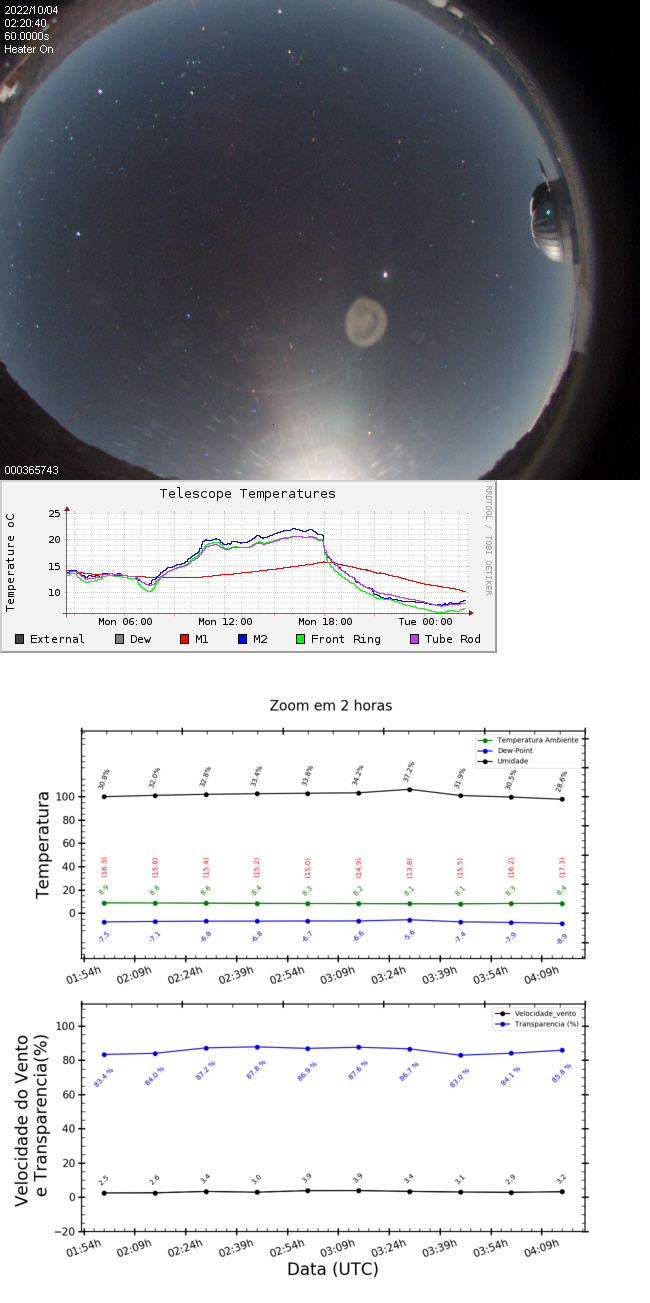 2022/10/04
02:20:40
60.0000s
Heater On
000365743
Telescope Temperatures
RRDTOOL / TOBI OETIKER
Temperature oC
25
20
15
10
Mon 06:00 Mon 12:00 Mon 18:00 Tue 00:00
External Dew M1 M2 Front Ring Tube Rod
Zoom em 2 horas
Temperatura Ambiente
Dew-Point
Umidade
Temperatura
100
80
60
40
20
0
30.8% 32.0% 32.8% 33.4% 33.8% 34.2% 37.2% 31.9% 30.5% 28.6%
(16.3) (15.8) (15.4) (15.2) (15.0) (14.9) (13.8) (15.5) (16.2) (17.3)
8.9 8.8 8.6 8.4 8.3 8.2 8.1 8.1 8.3 8.4
-7.5 -7.1 -6.8 -6.8 -6.7 -6.6 -5.6 -7.4 -7.9 -8.9
01:54h 02:09h 02:24h 02:39h 02:54h 03:09h 03:24h 03:39h 03:54h 04:09h
Velocidade_vento
Transparencia (%)
Velocidade do Vento
e Transparencia(%)
100
80
60
40
20
0
−20
83.4 % 84.0 % 87.2 % 87.8 % 86.9 % 87.6 % 86.7 % 83.0 % 84.1 % 85.8 %
2.5 2.6 3.4 3.0 3.9 3.9 3.4 3.1 2.9 3.2
01:54h 02:09h 02:24h 02:39h 02:54h 03:09h 03:24h 03:39h 03:54h 04:09h
Data (UTC)